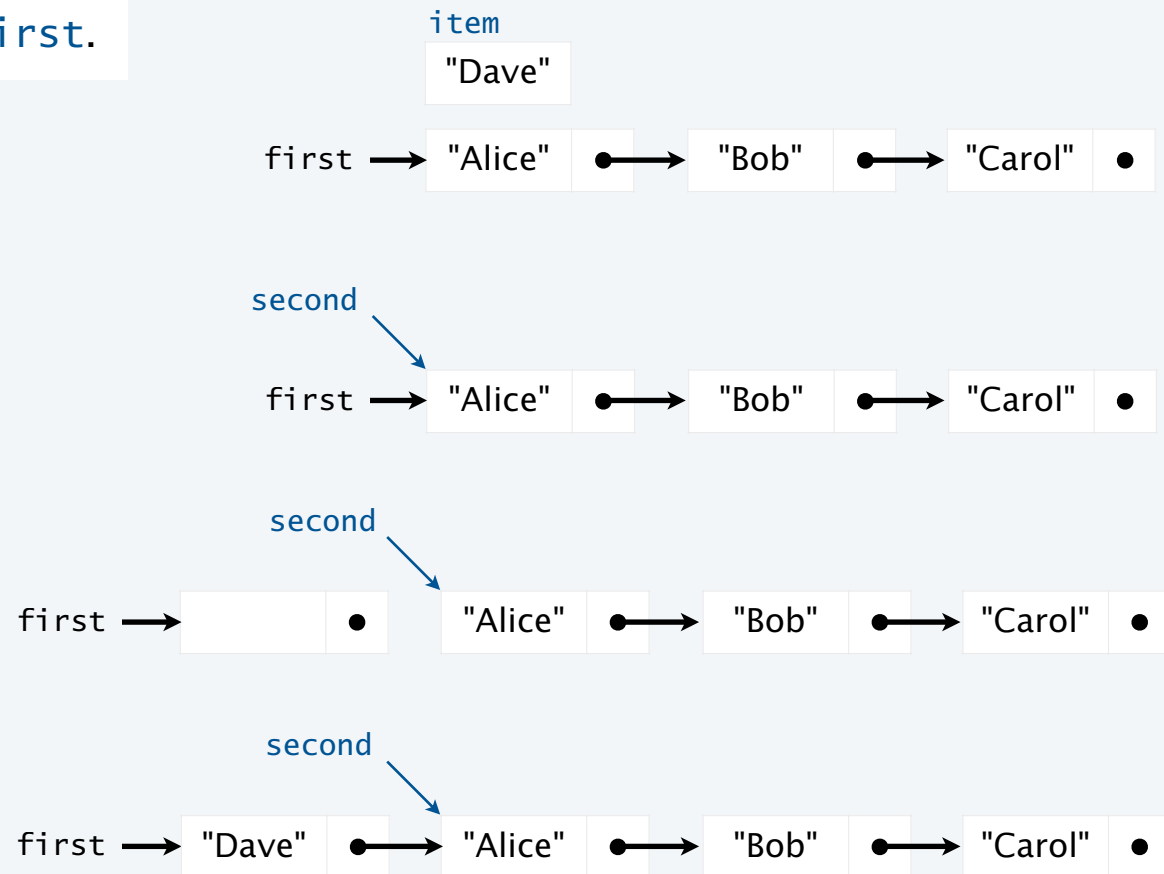 irst.
item
"Dave"
first "Alice" "Bob" "Carol"
second
first "Alice" "Bob" "Carol"
second
first "Alice" "Bob" "Carol"
second
first "Dave" "Alice" "Bob" "Carol"